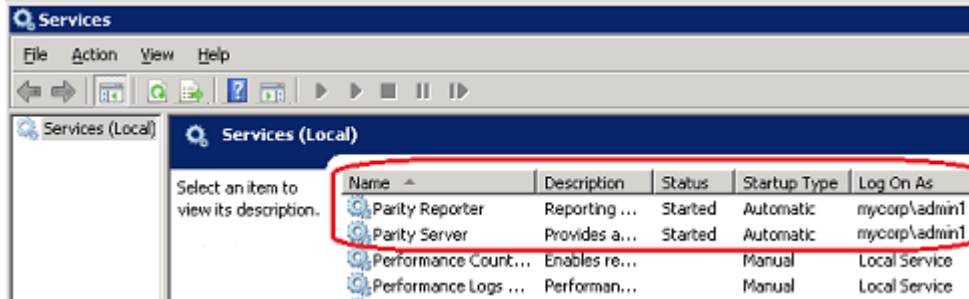 Services
File Action View Help
Services (Local)
Services (Local)
Select an item to
view its description.
Name Description Status Startup Type Log On As
Parity Reporter Reporting ... Started Automatic mycorp\admin1
Parity Server Provides a... Started Automatic mycorp\admin1
Performance Count... Enables re... Manual Local Service
Performance Logs ... Performan... Manual Local Service